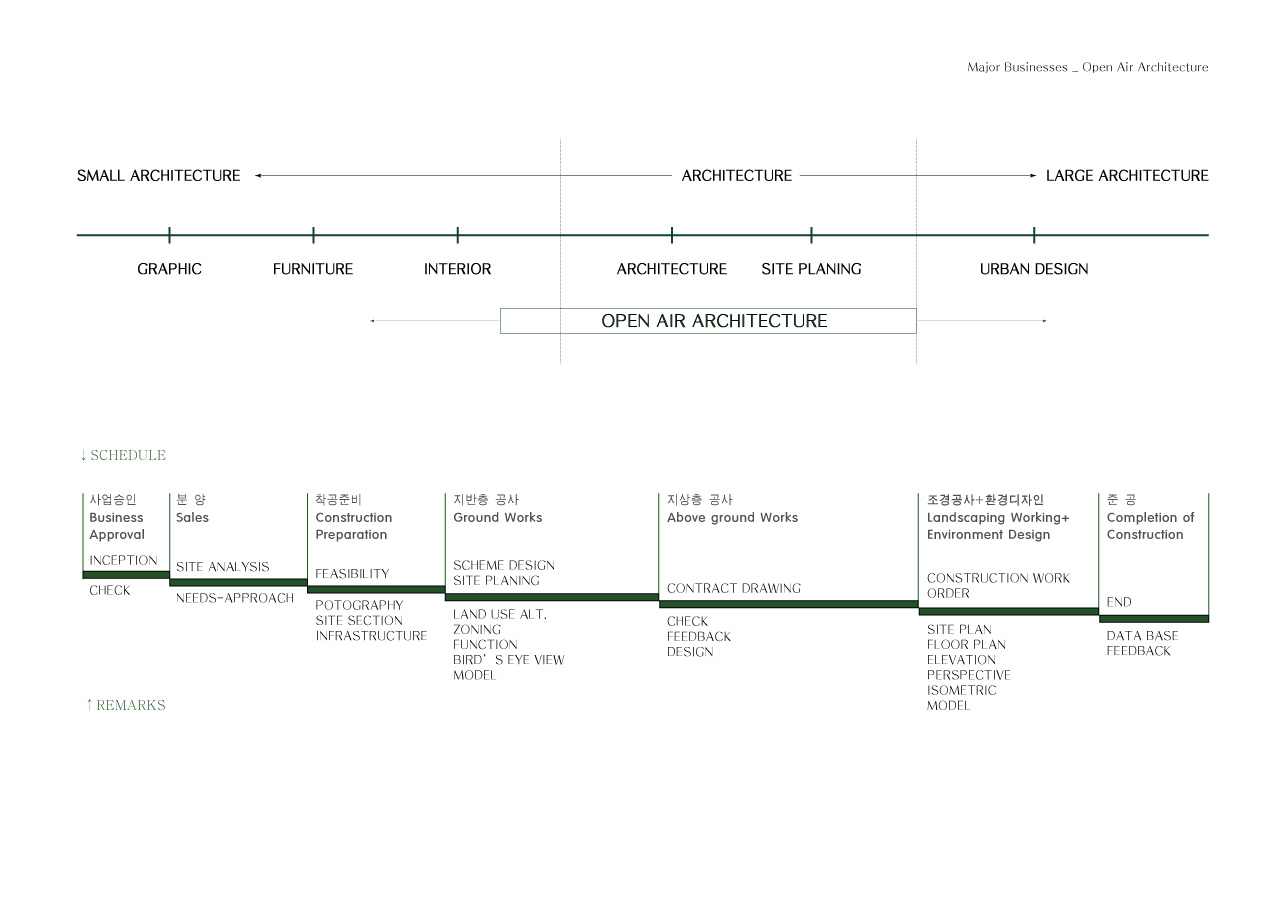 Major Businesses _ Open Air Architecture
SMALL ARCHITECTURE ARCHITECTURE LARGE ARCHITECTURE
GRAPHIC FURNITURE INTERIOR ARCHITECTURE SITE PLANING URBAN DESIGN
OPEN AIR ARCHITECTURE
↓ SCHEDULE
사업승인
Business
Approval
INCEPTION
CHECK
분 양
Sales
SITE ANALYSIS
NEEDS-APPROACH
착공준비
Construction
Preparation
FEASIBILITY
POTOGRAPHY
SITE SECTION
INFRASTRUCTURE
지반층 공사
Ground Works
SCHEME DESIGN
SITE PLANING
LAND USE ALT.
ZONING
FUNCTION
BIRD’S EYE VIEW
MODEL
지상층 공사
Above ground Works
CONTRACT DRAWING
CHECK
FEEDBACK
DESIGN
조경공사+환경디자인
Landscaping Working+
Environment Design
CONSTRUCTION WORK
ORDER
SITE PLAN
FLOOR PLAN
ELEVATION
PERSPECTIVE
ISOMETRIC
MODEL
준 공
Completion of
Construction
END
DATA BASE
FEEDBACK
↑ REMARKS